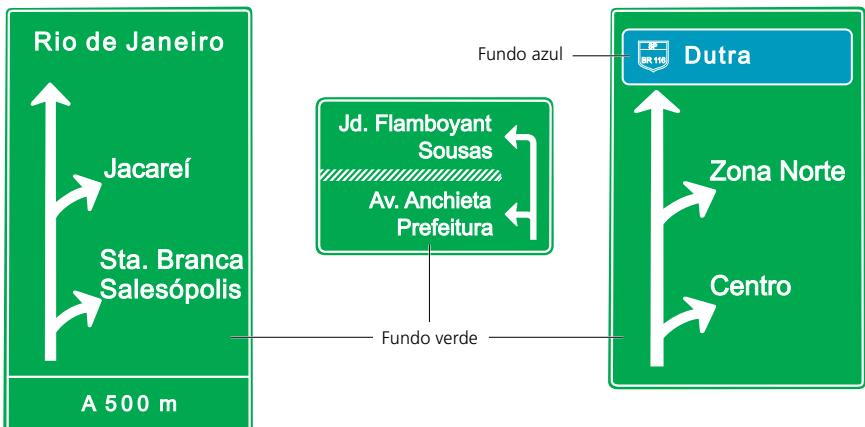 Rio de Janeiro
Jacareí
Sta. Branca
Salesópolis
A 500 m
Fundo azul
Jd. Flamboyant
Sousas
Av. Anchieta
Prefeitura
Fundo verde
SP
BR 116
Dutra
Zona Norte
Centro